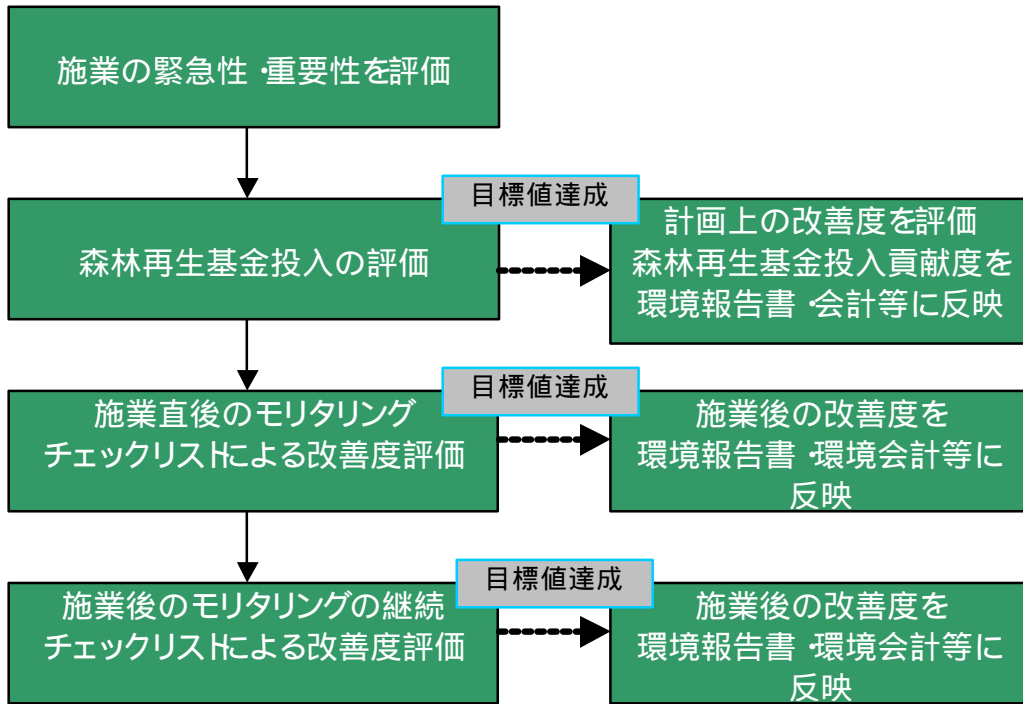 施業の緊急性・重要性を評価
目標値達成
森林再生基金投入の評価
計画上の改善度を評価
森林再生基金投入貢献度を
環境報告書・会計等に反映
目標値達成
施業直後のモリタリング
チェックリストによる改善度評価
施業後の改善度を
環境報告書・環境会計等に
反映
目標値達成
施業後のモリタリングの継続
チェックリストによる改善度評価
施業後の改善度を
環境報告書・環境会計等に
反映